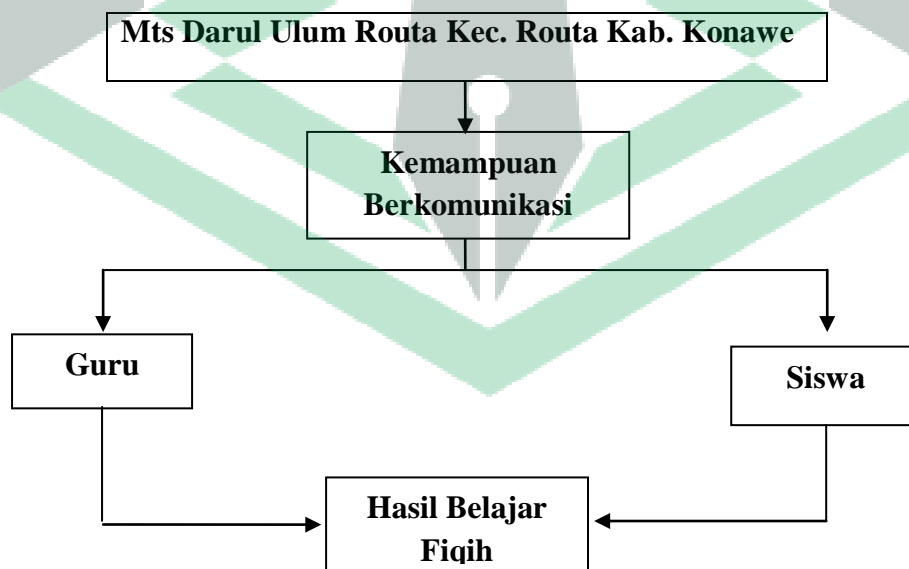 Mts Darul Ulum Routa Kec. Routa Kab. Konawe
Kemampuan
Berkomunikasi
Guru
Siswa
Hasil Belajar
Fiqih